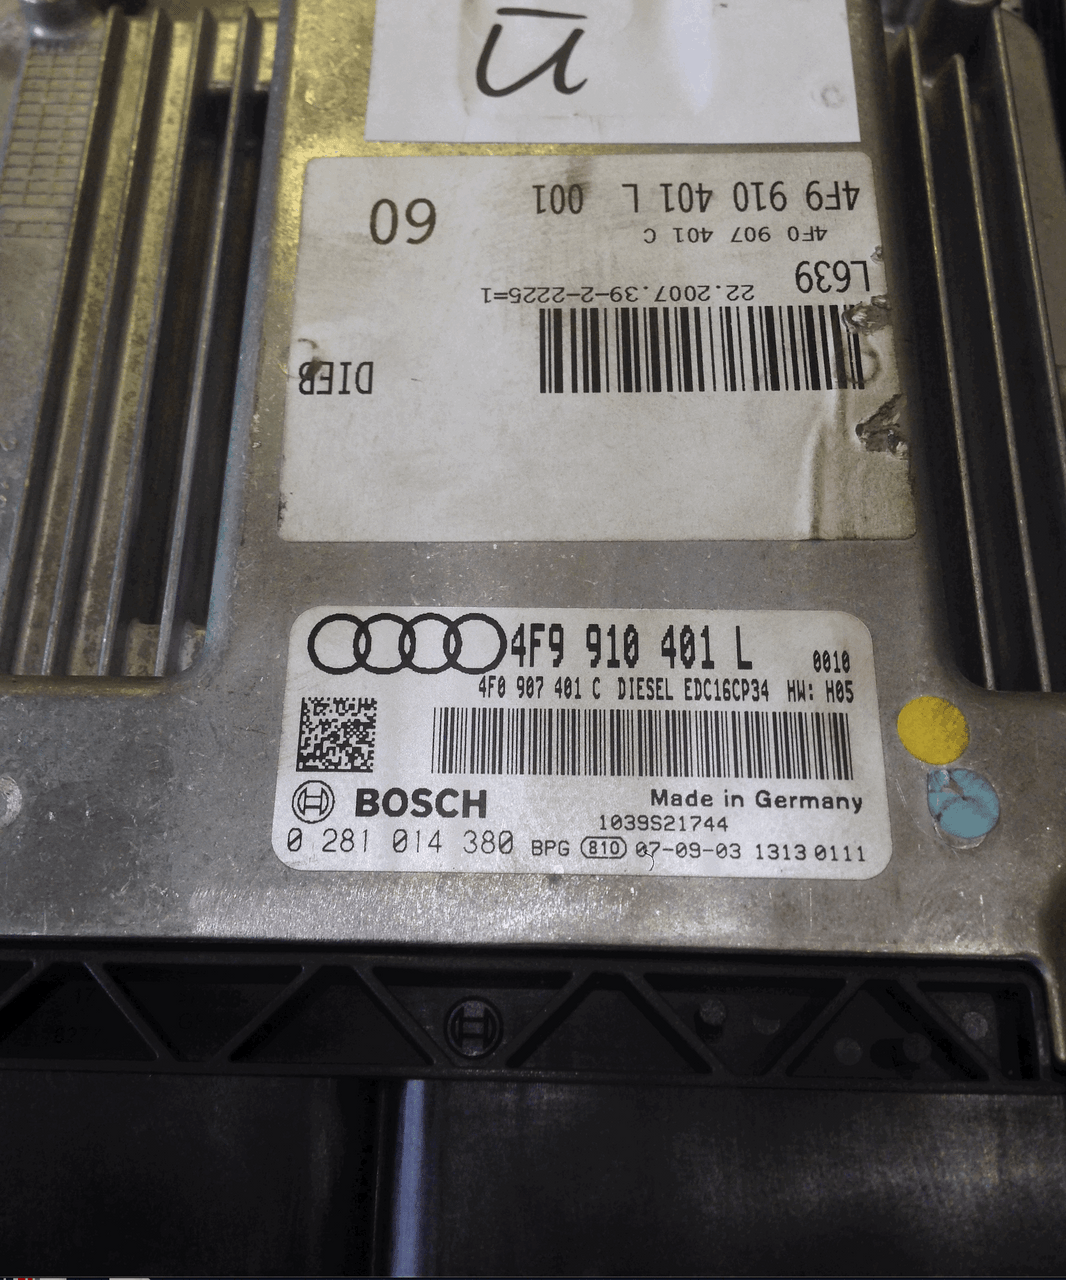 ū
4F9 910 401 L 001
4F0 907 401 C
L639
22.2007.39-2-2225=1
60
DIEB
4F9 910 401 L 0010
4F0 907 401 C DIESEL EDC16CP34 HW: H05
BOSCH Made in Germany
1039S21744
0 281 014 380 BPG 810 07-09-03 1313 0111